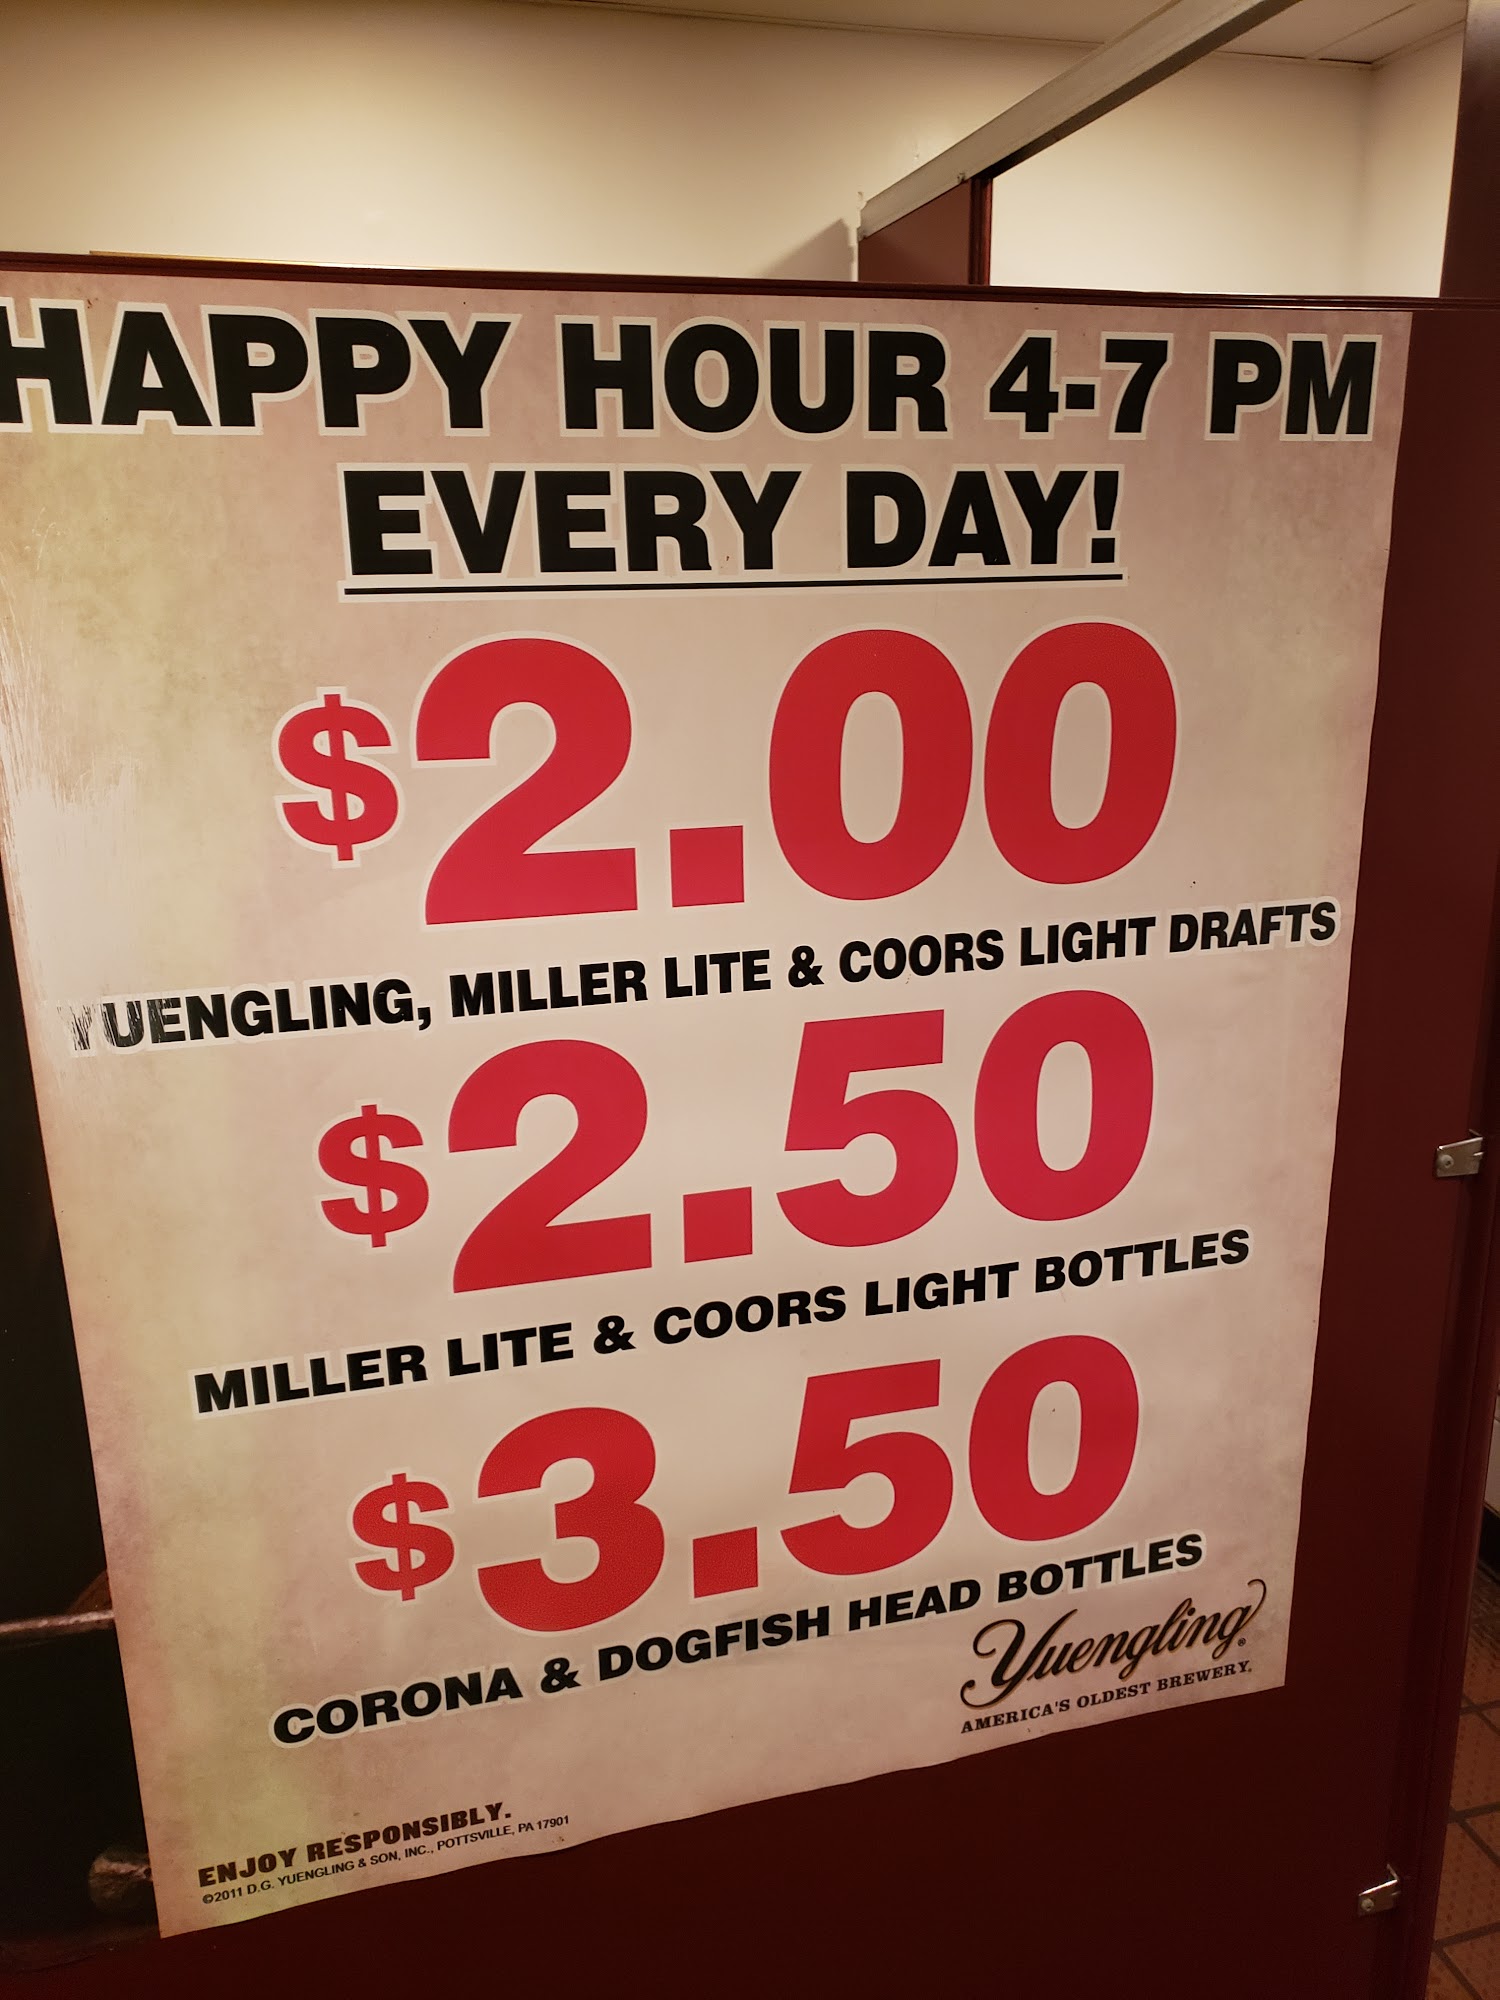 HAPPY HOUR 4-7 PM
EVERY DAY!
$2.00
YUENGLING, MILLER LITE & COORS LIGHT DRAFTS
$2.50
MILLER LITE & COORS LIGHT BOTTLES
$3.50
CORONA & DOGFISH HEAD BOTTLES
Yuengling®
AMERICA'S OLDEST BREWERY.
ENJOY RESPONSIBLY.
©2011 D.G. YUENGLING & SON, INC., POTTSVILLE, PA 17901